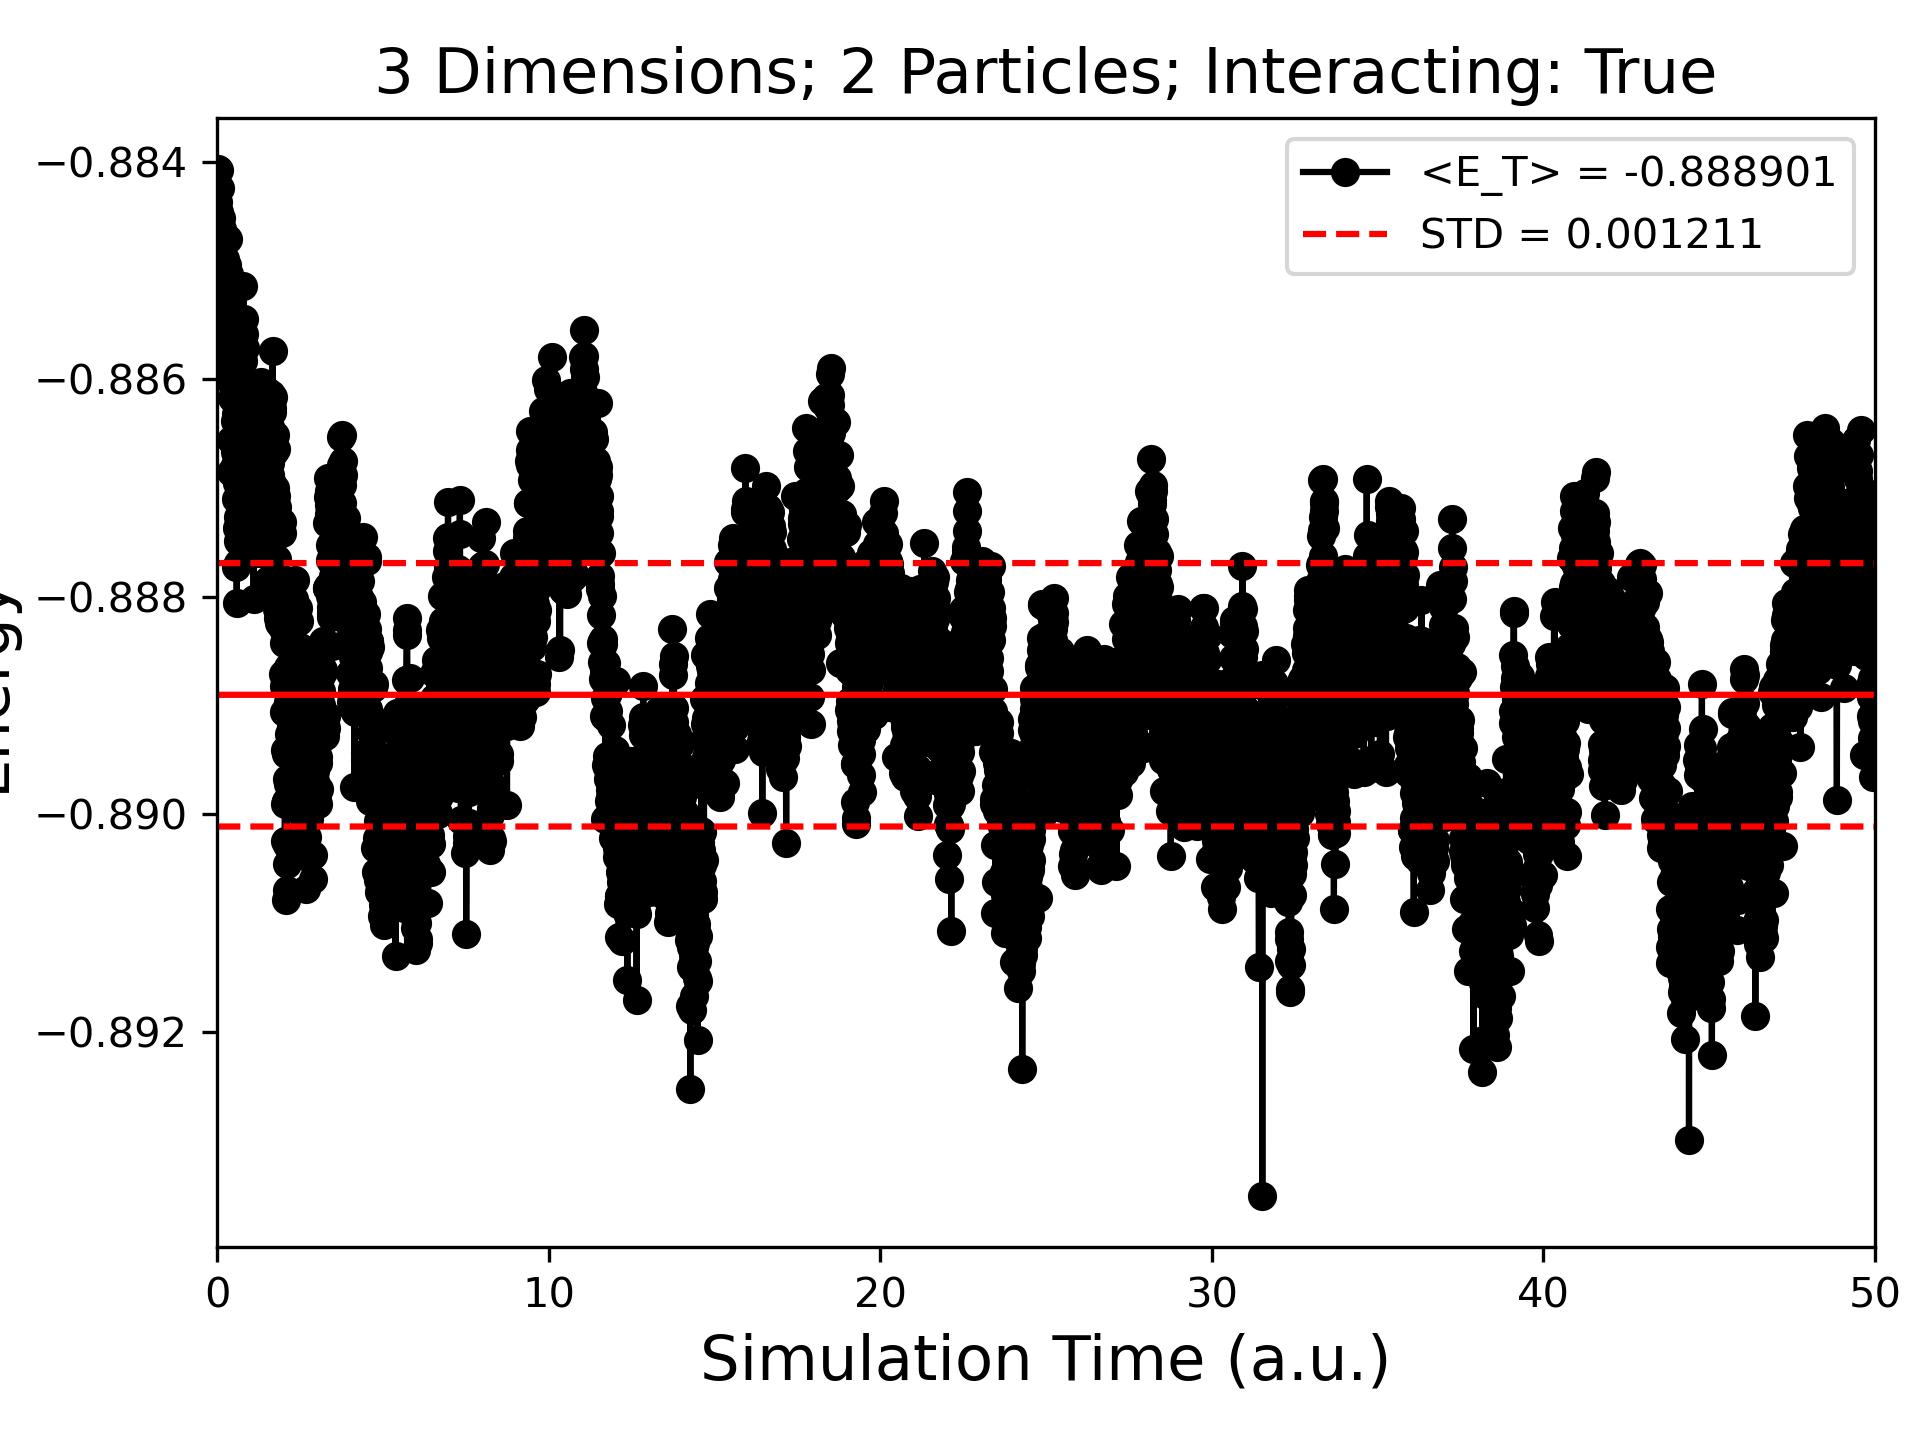 3 Dimensions; 2 Particles; Interacting: True
<E_T> = -0.888901
STD = 0.001211
−0.884
−0.886
−0.888
−0.890
−0.892
Energy
0 10 20 30 40 50
Simulation Time (a.u.)